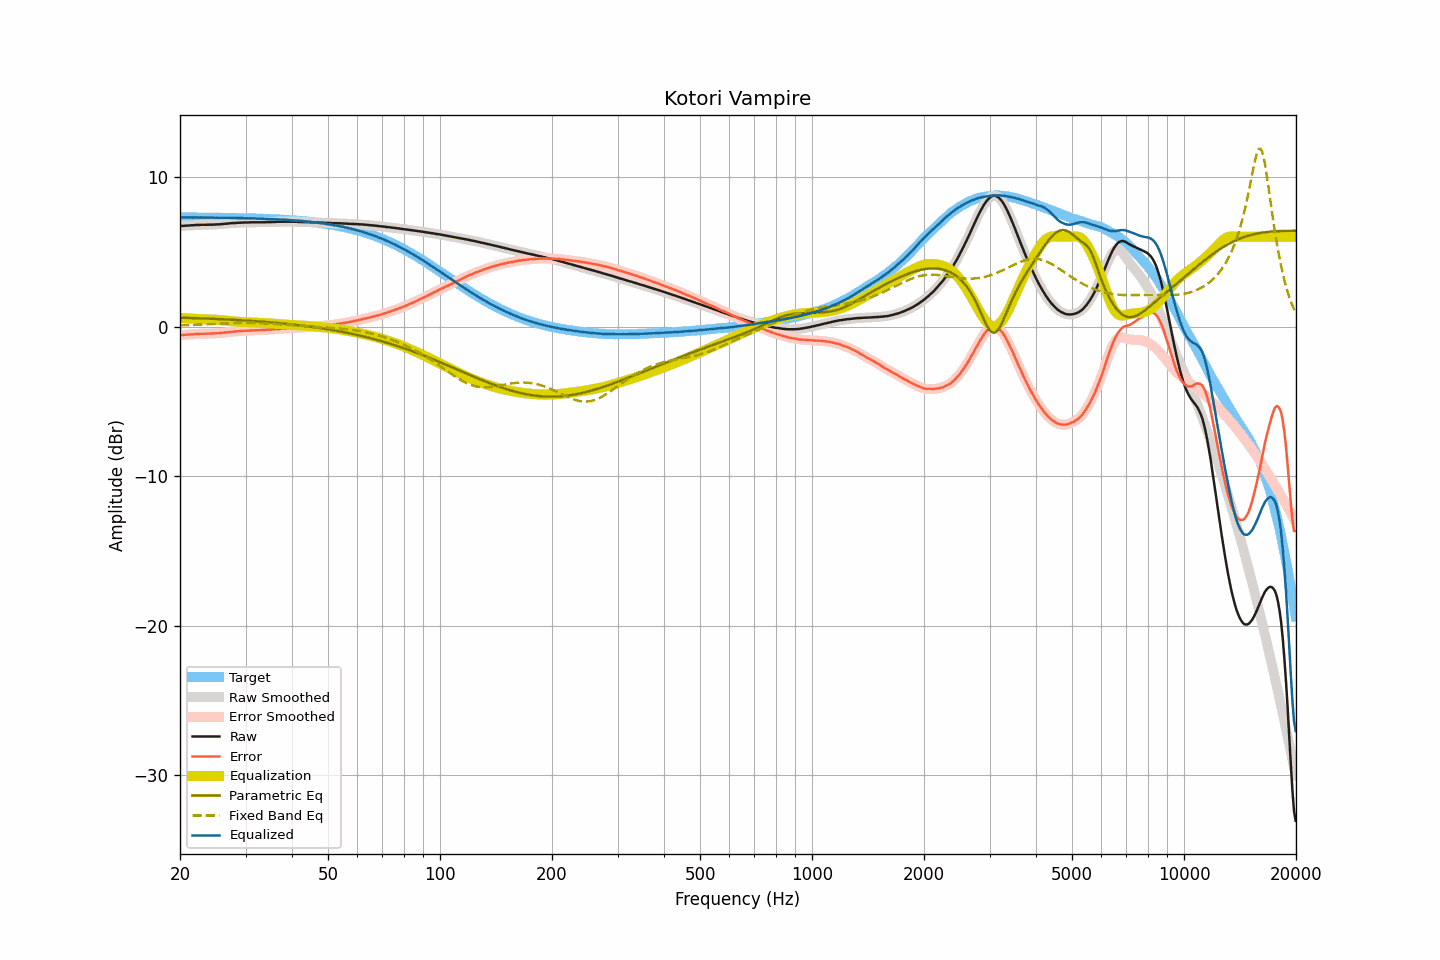 Kotori Vampire
10
0
−10
−20
−30
Amplitude (dBr)
Target
Raw Smoothed
Error Smoothed
Raw
Error
Equalization
Parametric Eq
Fixed Band Eq
Equalized
20 50 100 200 500 1000 2000 5000 10000 20000
Frequency (Hz)